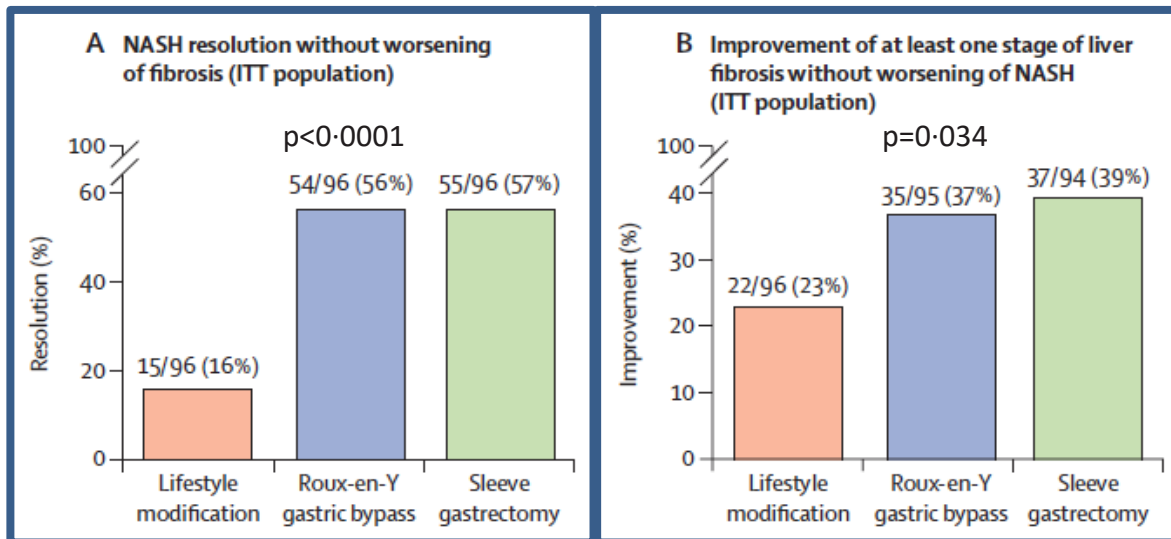 A NASH resolution without worsening
of fibrosis (ITT population)
p<0·0001
100
60
40
20
0
Resolution (%)
15/96 (16%)
54/96 (56%)
55/96 (57%)
Lifestyle
modification
Roux-en-Y
gastric bypass
Sleeve
gastrectomy
B Improvement of at least one stage of liver
fibrosis without worsening of NASH
(ITT population)
p=0·034
100
40
30
20
10
0
Improvement (%)
22/96 (23%)
35/95 (37%)
37/94 (39%)
Lifestyle
modification
Roux-en-Y
gastric bypass
Sleeve
gastrectomy